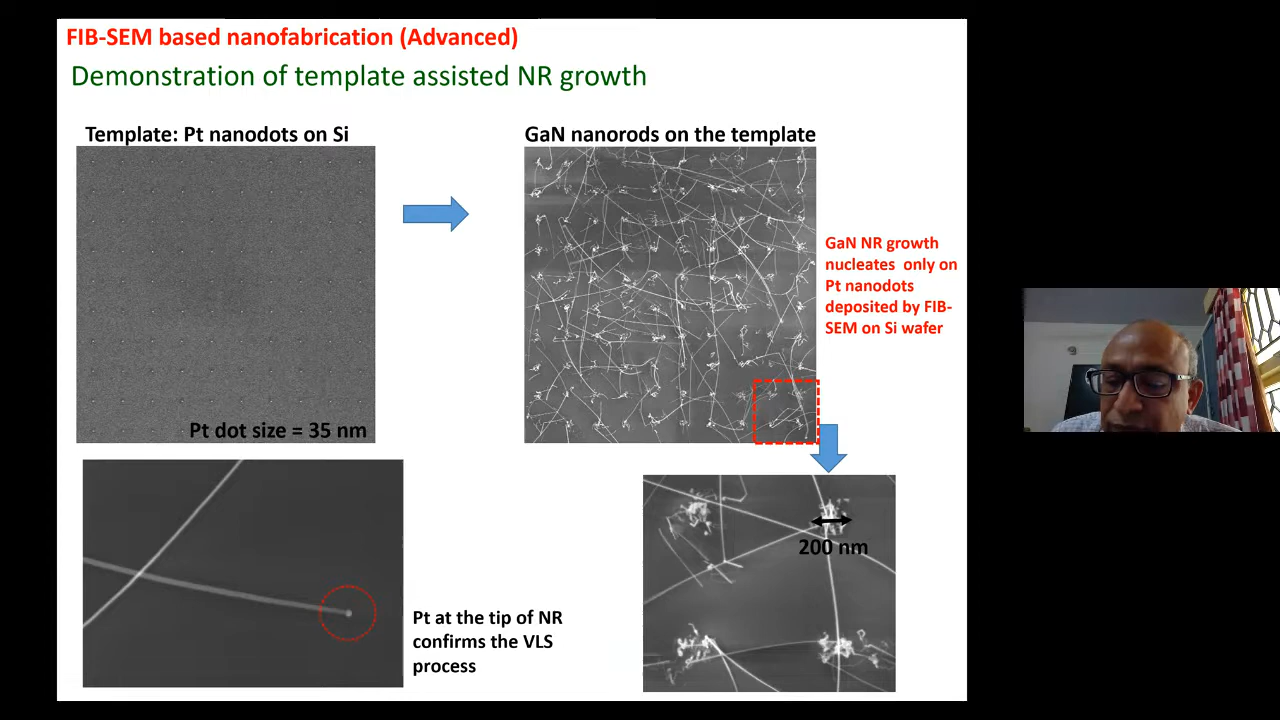 FIB-SEM based nanofabrication (Advanced)
Demonstration of template assisted NR growth
Template: Pt nanodots on Si
GaN nanorods on the template
GaN NR growth
nucleates only on
Pt nanodots
deposited by FIB-
SEM on Si wafer
Pt dot size = 35 nm
200 nm
Pt at the tip of NR
confirms the VLS
process